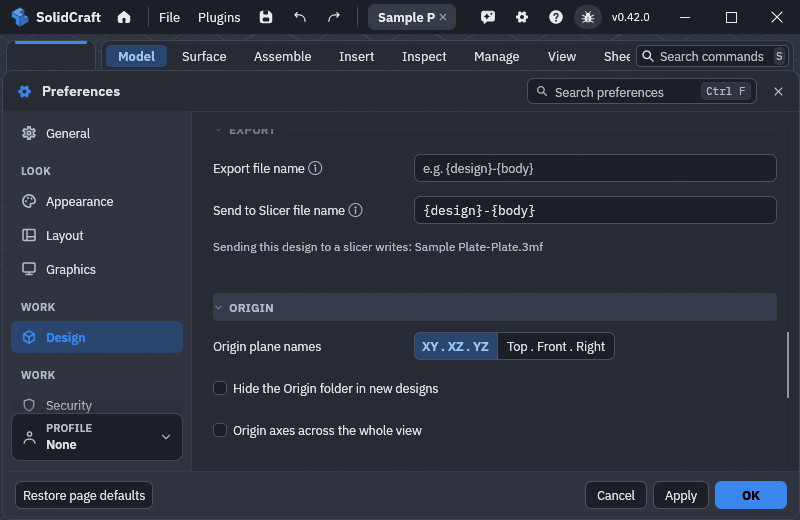 SolidCraft
File
Plugins
Sample P
v0.42.0
Model
Surface
Assemble
Insert
Inspect
Manage
View
Shee
Search commands
S
Preferences
Search preferences
Ctrl F
General
LOOK
Appearance
Layout
Graphics
WORK
Design
WORK
Security
PROFILE
None
EXPORT
Export file name
e.g. {design}-{body}
Send to Slicer file name
{design}-{body}
Sending this design to a slicer writes: Sample Plate-Plate.3mf
ORIGIN
Origin plane names
XY . XZ . YZ
Top . Front . Right
Hide the Origin folder in new designs
Origin axes across the whole view
Restore page defaults
Cancel
Apply
OK